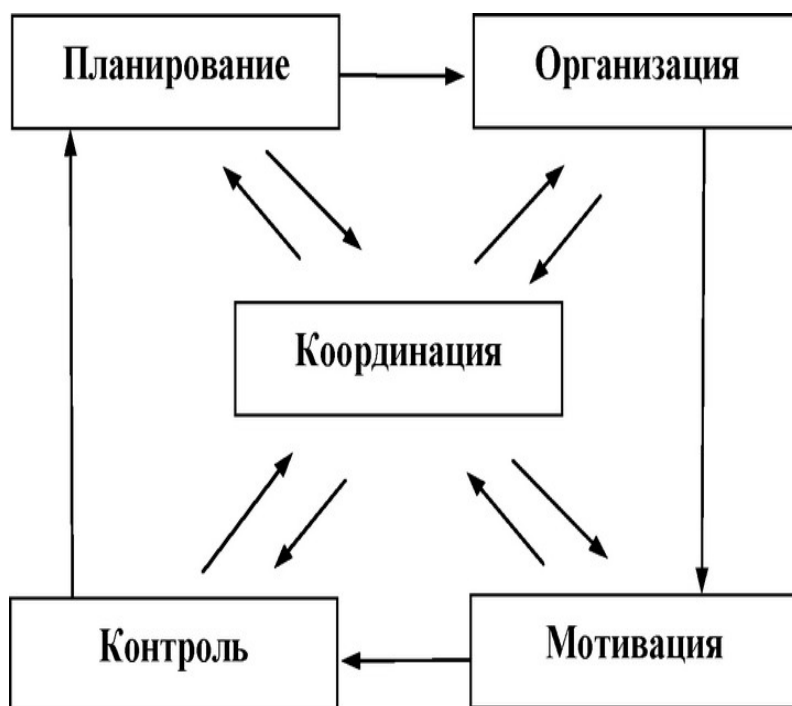 Планирование
Организация
Координация
Контроль
Мотивация